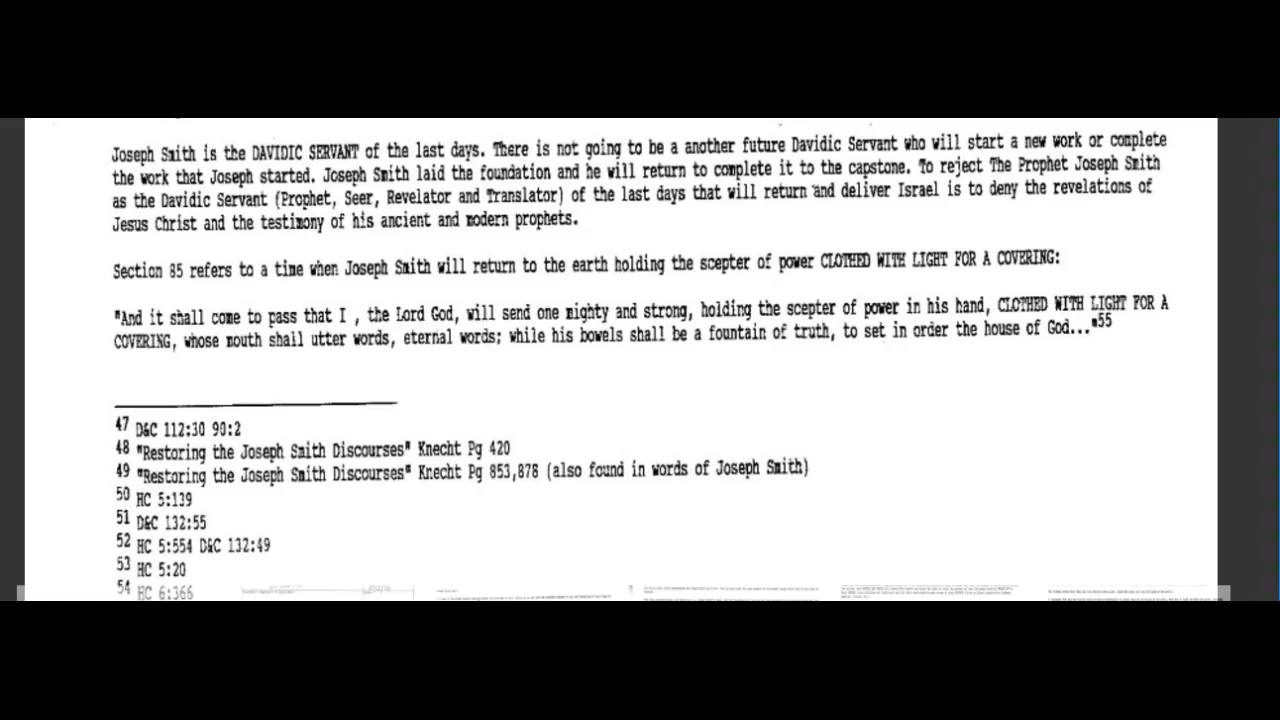 Joseph Smith is the DAVIDIC SERVANT of the last days. There is not going to be a another future Davidic Servant who will start a new work or complete
the work that Joseph started. Joseph Smith laid the foundation and he will return to complete it to the capstone. To reject The Prophet Joseph Smith
as the Davidic Servant (Prophet, Seer, Revelator and Translator) of the last days that will return and deliver Israel is to deny the revelations of
Jesus Christ and the testimony of his ancient and modern prophets.
Section 85 refers to a time when Joseph Smith will return to the earth holding the scepter of power CLOTHED WITH LIGHT FOR A COVERING:
"And it shall come to pass that I , the Lord God, will send one mighty and strong, holding the scepter of power in his hand, CLOTHED WITH LIGHT FOR A
COVERING, whose mouth shall utter words, eternal words; while his bowels shall be a fountain of truth, to set in order the house of God..."55
47 D&C 112:30 90:2
48 "Restoring the Joseph Smith Discourses" Knecht Pg 420
49 "Restoring the Joseph Smith Discourses" Knecht Pg 853,878 (also found in words of Joseph Smith)
50 HC 5:139
51 D&C 132:55
52 HC 5:554 D&C 132:49
53 HC 5:20
54 HC 6:366